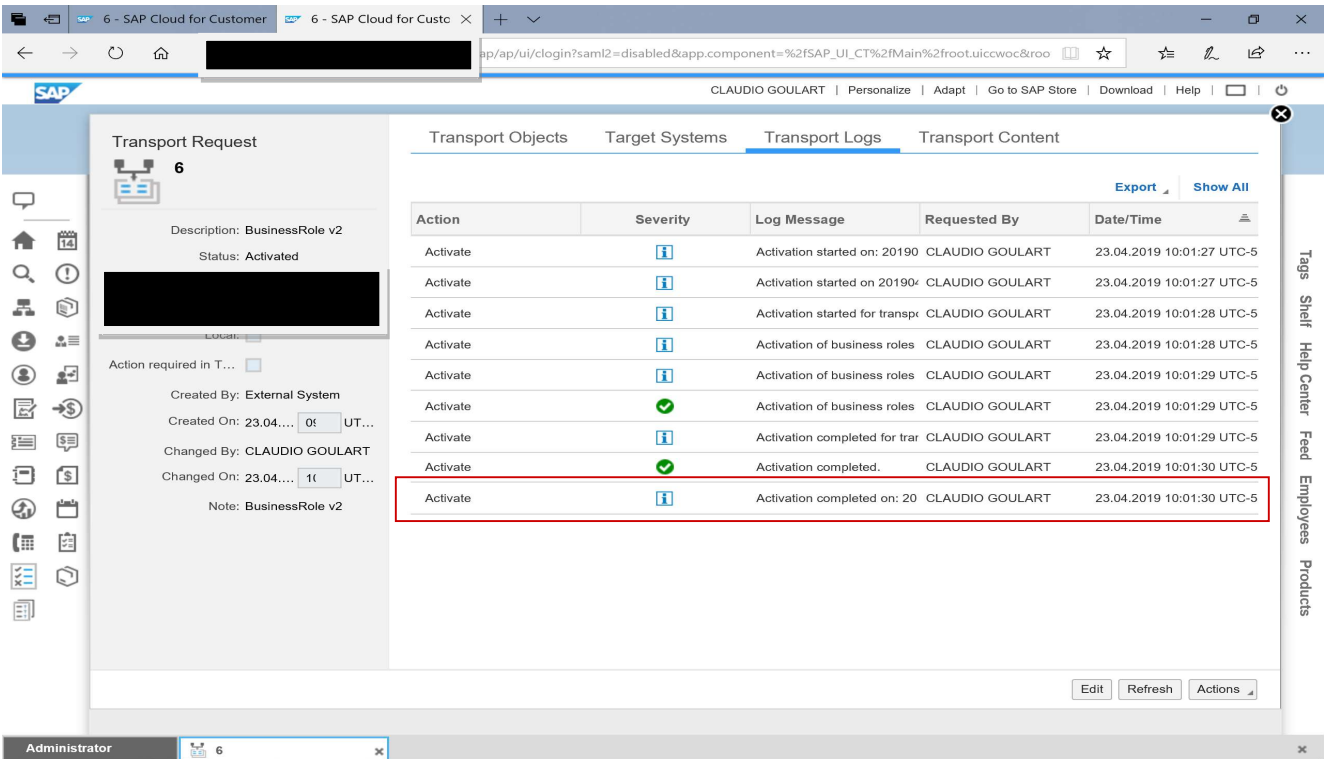 6 - SAP Cloud for Customer
6 - SAP Cloud for Custo
ap/ap/ui/clogin?saml2=disabled&app.component=%2fSAP_UI_CT%2fMain%2froot.uiccwoc&roo
SAP
CLAUDIO GOULART | Personalize | Adapt | Go to SAP Store | Download | Help |
Transport Request
6
Description: BusinessRole v2
Status: Activated
Local:
Action required in T...
Created By: External System
Created On: 23.04.... 09 UT...
Changed By: CLAUDIO GOULART
Changed On: 23.04.... 10 UT...
Note: BusinessRole v2
Transport Objects Target Systems Transport Logs Transport Content
Export Show All
Action Severity Log Message Requested By Date/Time
Activate Activation started on: 20190 CLAUDIO GOULART 23.04.2019 10:01:27 UTC-5
Activate Activation started on 201904 CLAUDIO GOULART 23.04.2019 10:01:27 UTC-5
Activate Activation started for transpo CLAUDIO GOULART 23.04.2019 10:01:28 UTC-5
Activate Activation of business roles CLAUDIO GOULART 23.04.2019 10:01:28 UTC-5
Activate Activation of business roles CLAUDIO GOULART 23.04.2019 10:01:29 UTC-5
Activate Activation of business roles CLAUDIO GOULART 23.04.2019 10:01:29 UTC-5
Activate Activation completed for trar CLAUDIO GOULART 23.04.2019 10:01:29 UTC-5
Activate Activation completed. CLAUDIO GOULART 23.04.2019 10:01:30 UTC-5
Activate Activation completed on: 20 CLAUDIO GOULART 23.04.2019 10:01:30 UTC-5
Edit Refresh Actions
14
Tags
Shelf
Help Center
Feed
Employees
Products
Administrator
6